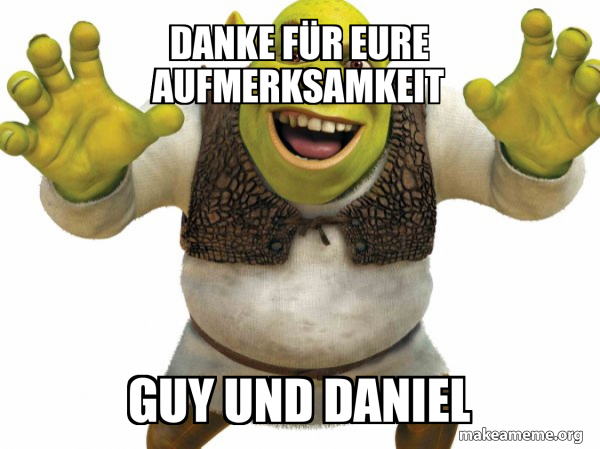 DANKE FÜR EURE
AUFMERKSAMKEIT
GUY UND DANIEL
makeameme.org